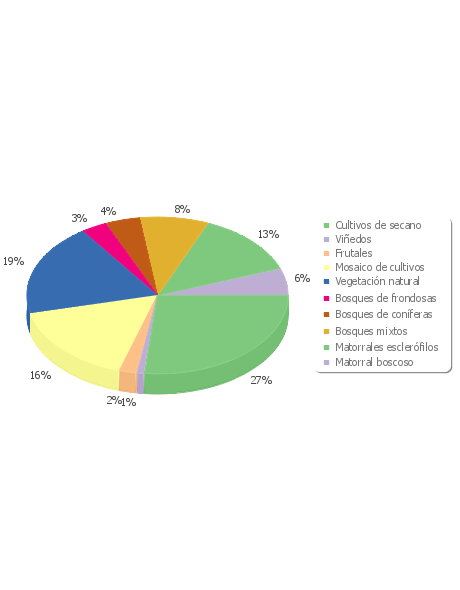 8%
4%
3%
13%
19%
6%
16%
2%
1%
27%
Cultivos de secano
Viñedos
Frutales
Mosaico de cultivos
Vegetación natural
Bosques de frondosas
Bosques de coníferas
Bosques mixtos
Matorrales esclerófilos
Matorral boscoso